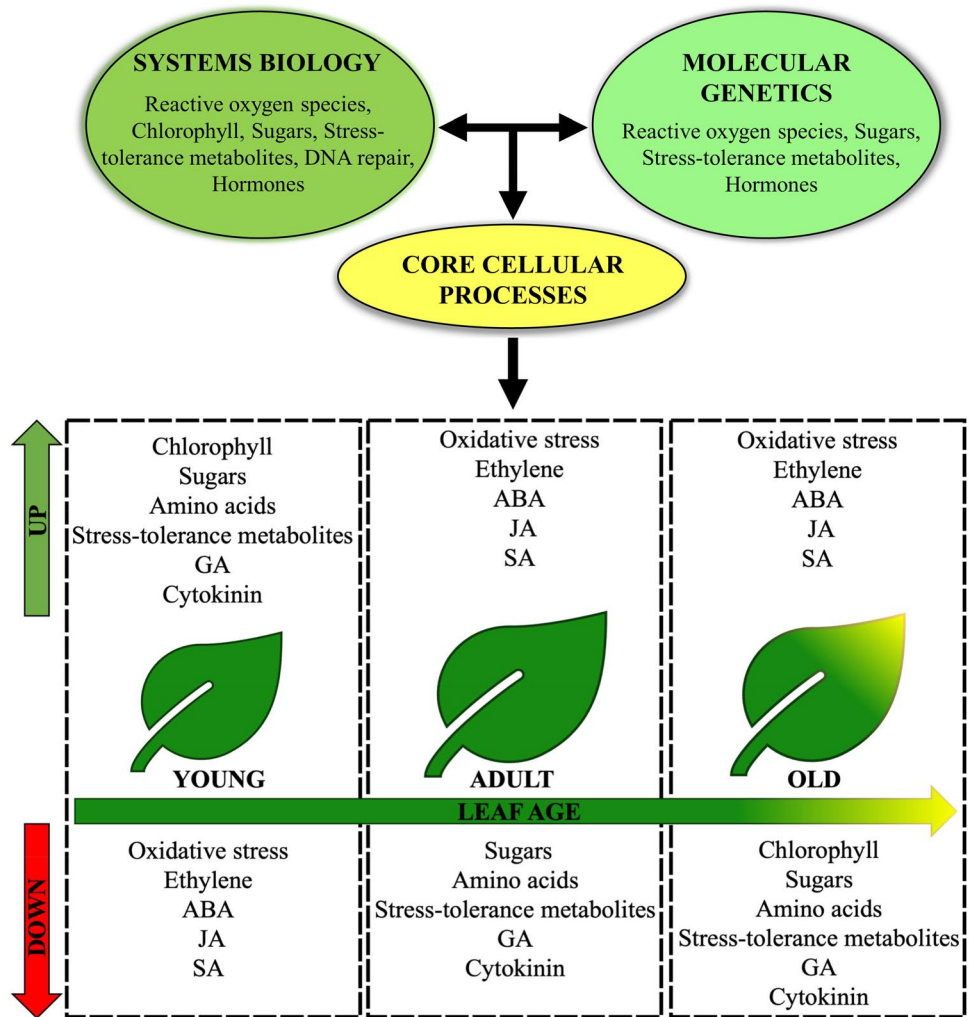 SYSTEMS BIOLOGY
Reactive oxygen species,
Chlorophyll, Sugars, Stress-
tolerance metabolites, DNA repair,
Hormones
MOLECULAR
GENETICS
Reactive oxygen species, Sugars,
Stress-tolerance metabolites,
Hormones
CORE CELLULAR
PROCESSES
UP
Chlorophyll
Sugars
Amino acids
Stress-tolerance metabolites
GA
Cytokinin
Oxidative stress
Ethylene
ABA
JA
SA
Oxidative stress
Ethylene
ABA
JA
SA
YOUNG
ADULT
OLD
LEAF AGE
DOWN
Oxidative stress
Ethylene
ABA
JA
SA
Sugars
Amino acids
Stress-tolerance metabolites
GA
Cytokinin
Chlorophyll
Sugars
Amino acids
Stress-tolerance metabolites
GA
Cytokinin